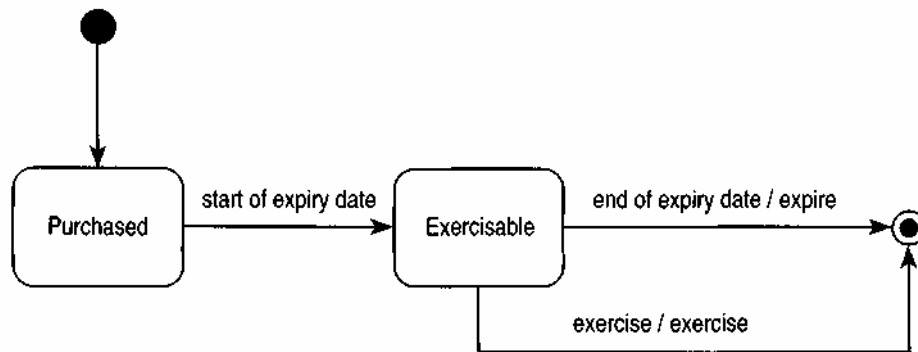 Purchased
start of expiry date
Exercisable
end of expiry date / expire
exercise / exercise